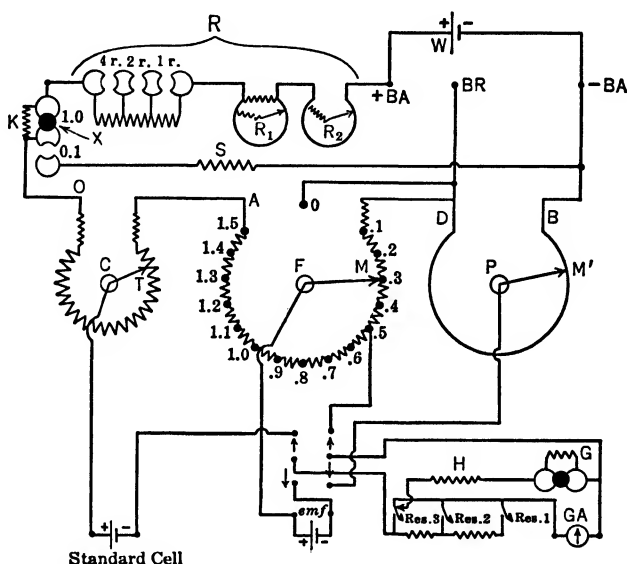 R
+ W -
4 r. 2 r. 1 r.
+BA BR -BA
K 1.0 X R1 R2
0.1 S
O A 0 D B
1.5 .1
1.4 .2
C T 1.3 F M .3 P M'
1.2 .4
1.1 .5
1.0 .9 .8 .7 .6
H G
emf Res.3 Res.2 Res.1 GA
+ - + -
Standard Cell